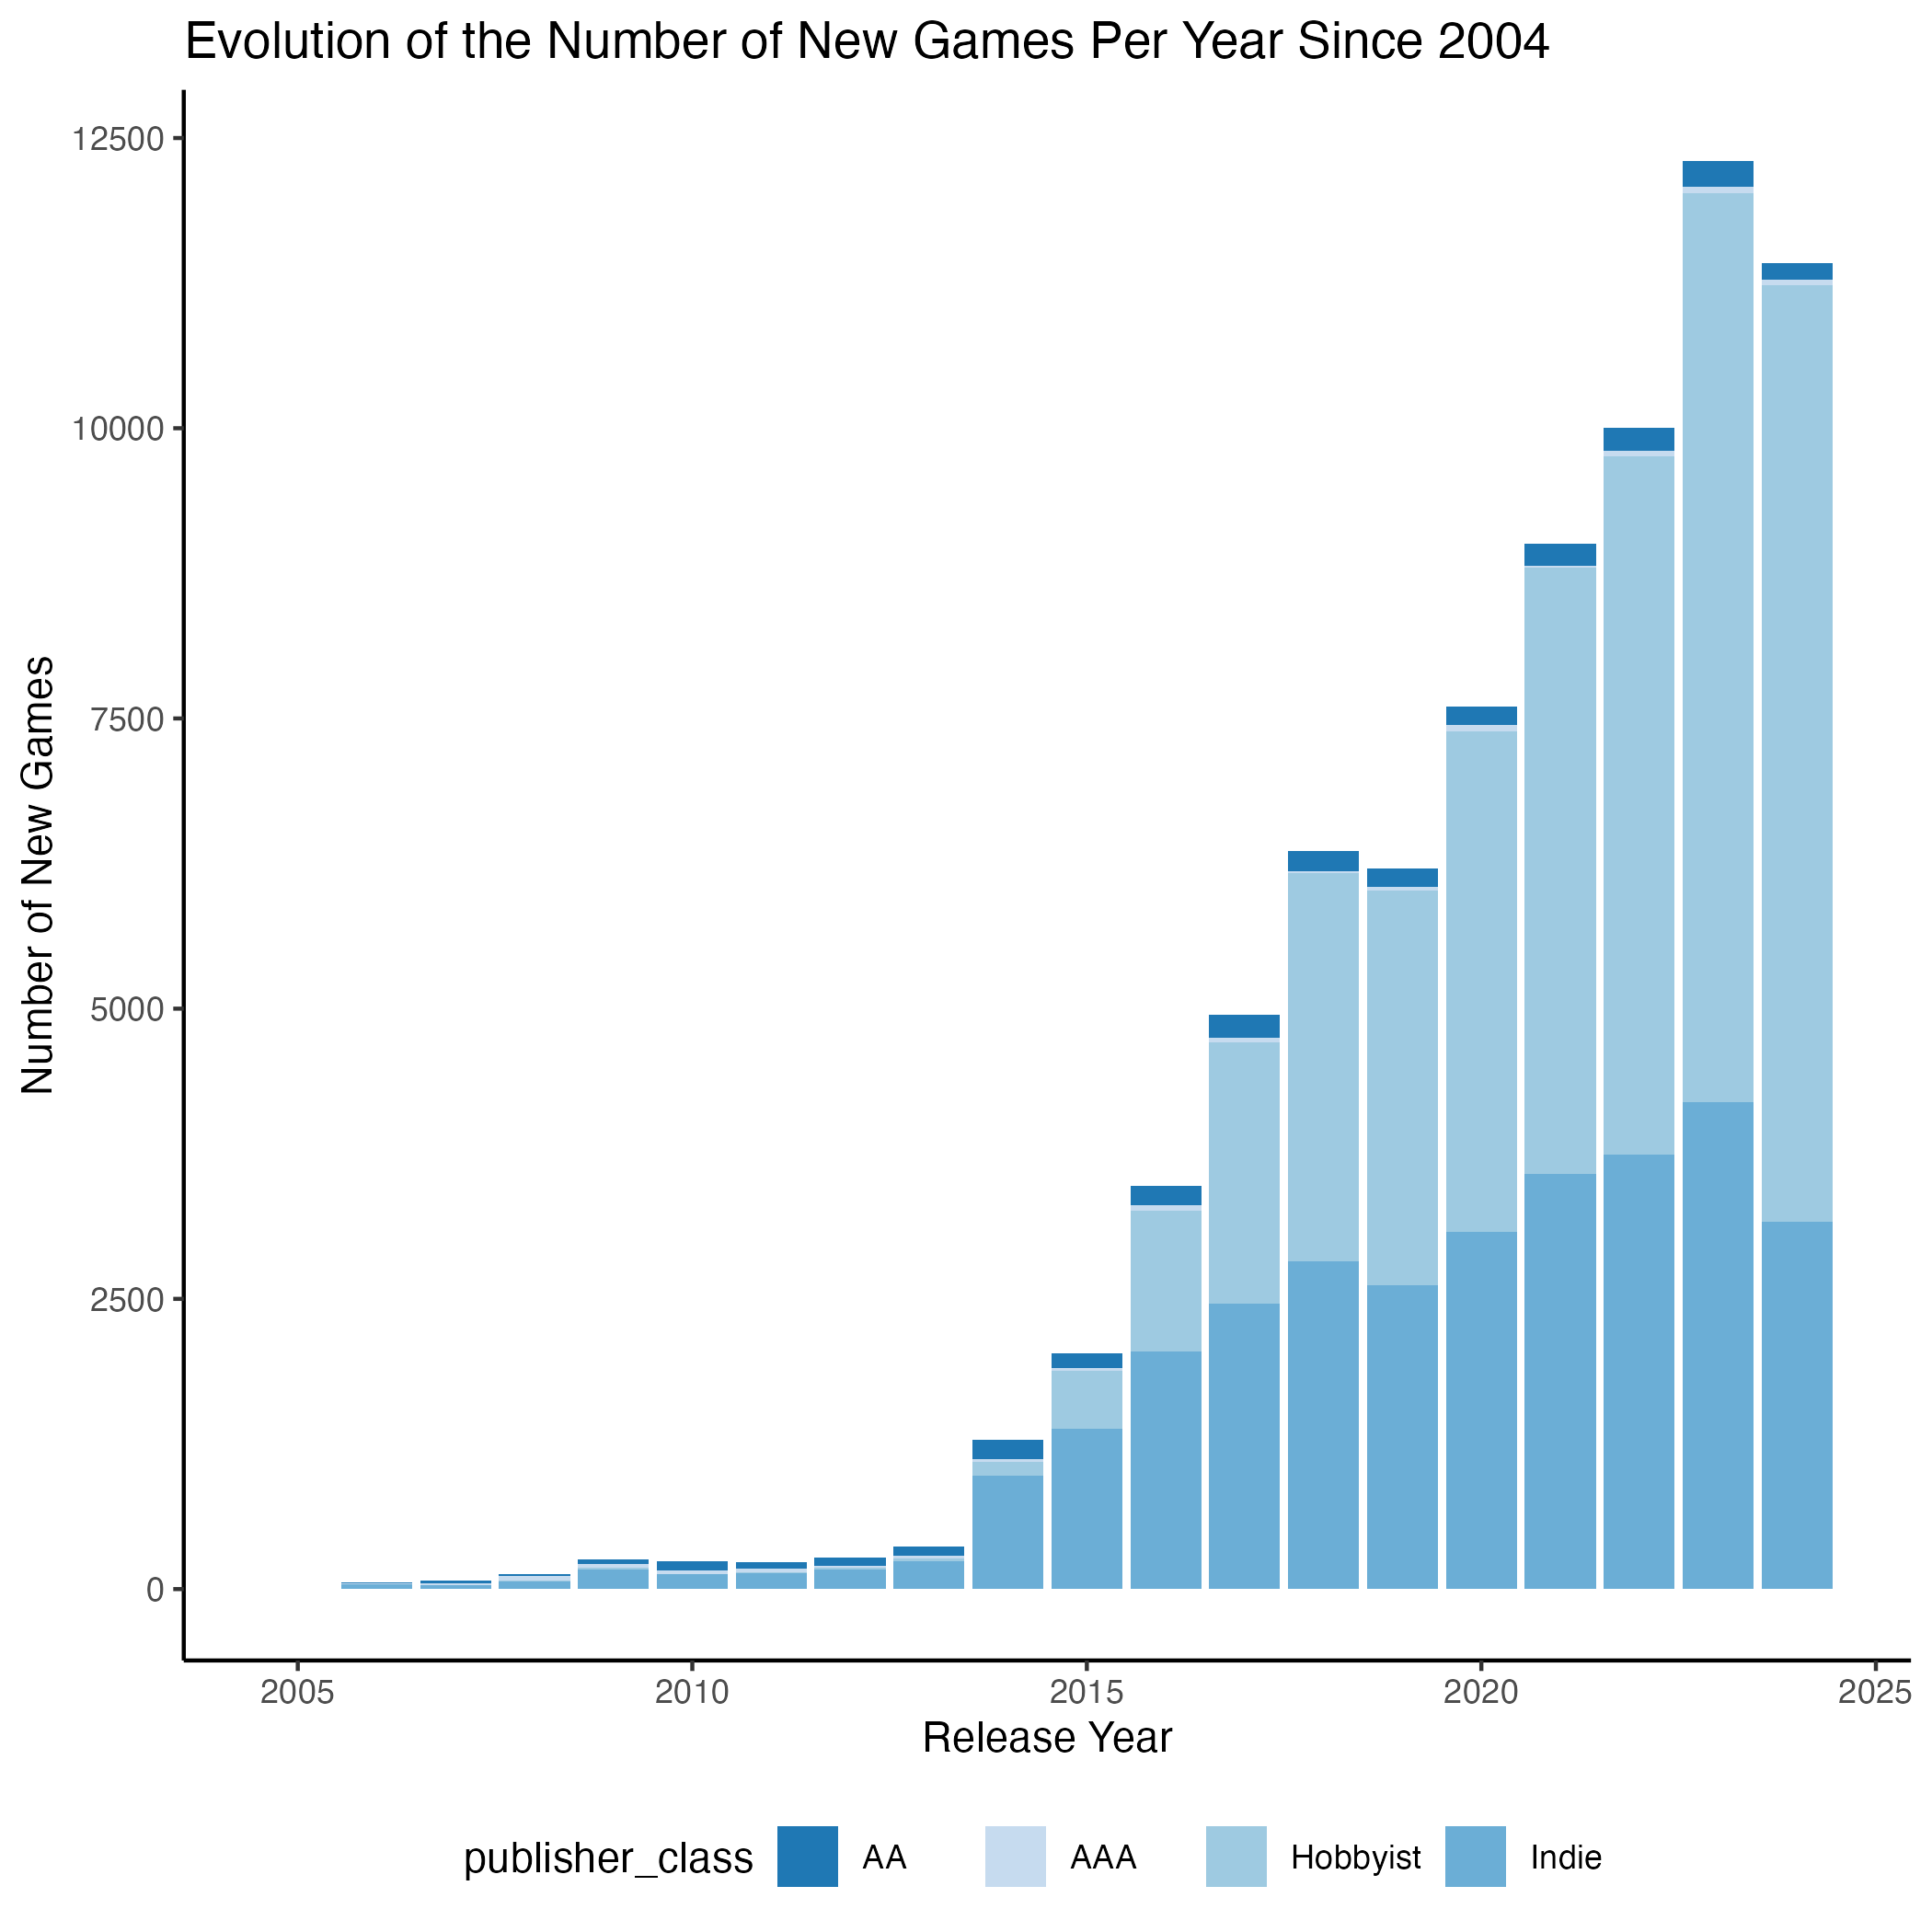 Evolution of the Number of New Games Per Year Since 2004
Number of New Games
12500
10000
7500
5000
2500
0
2005 2010 2015 2020 2025
Release Year
publisher_class AA AAA Hobbyist Indie